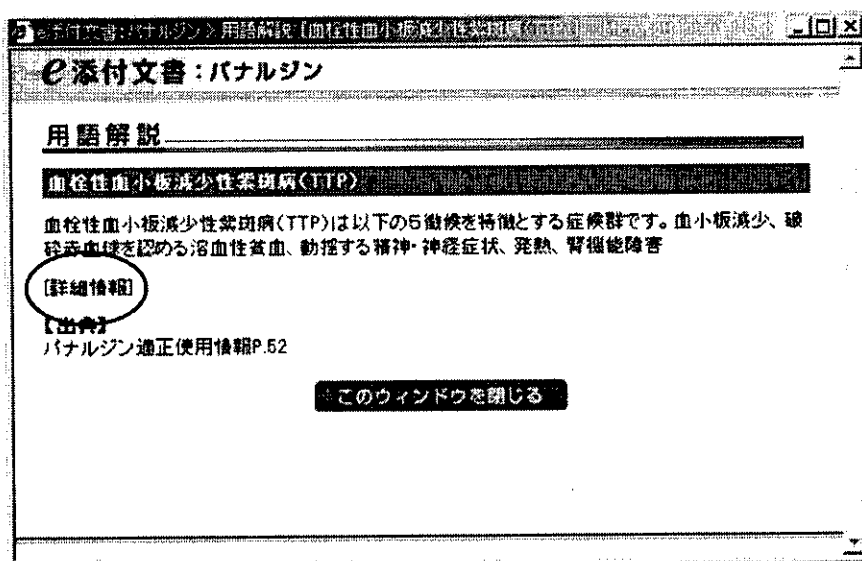 e添付文書：パナルジン > 用語解説【血栓性血小板減少性紫斑病
e添付文書：パナルジン
用語解説
血栓性血小板減少性紫斑病(TTP)
血栓性血小板減少性紫斑病(TTP)は以下の5徴候を特徴とする症候群です。血小板減少、破
砕赤血球を認める溶血性貧血、動揺する精神・神経症状、発熱、腎機能障害
[詳細情報]
【出典】
パナルジン適正使用情報P.52
このウィンドウを閉じる